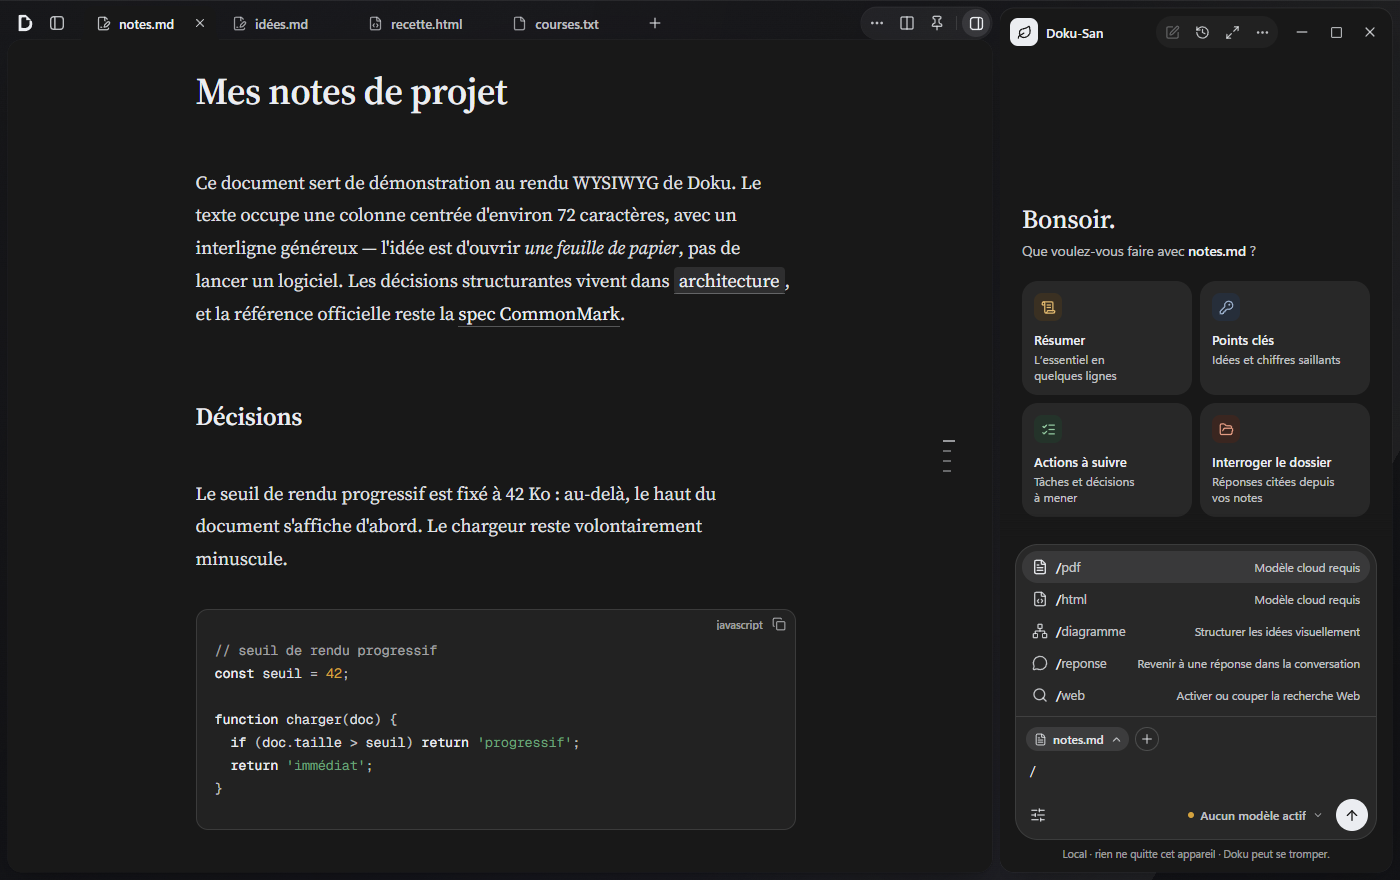 notes.md
idées.md
recette.html
courses.txt
Doku-San
Mes notes de projet
Ce document sert de démonstration au rendu WYSIWYG de Doku. Le
texte occupe une colonne centrée d'environ 72 caractères, avec un
interligne généreux — l'idée est d'ouvrir une feuille de papier, pas de
lancer un logiciel. Les décisions structurantes vivent dans architecture ,
et la référence officielle reste la spec CommonMark.
Décisions
Le seuil de rendu progressif est fixé à 42 Ko : au-delà, le haut du
document s'affiche d'abord. Le chargeur reste volontairement
minuscule.
javascript
// seuil de rendu progressif
const seuil = 42;
function charger(doc) {
if (doc.taille > seuil) return 'progressif';
return 'immédiat';
}
Bonsoir.
Que voulez-vous faire avec notes.md ?
Résumer
L'essentiel en
quelques lignes
Points clés
Idées et chiffres saillants
Actions à suivre
Tâches et décisions
à mener
Interroger le dossier
Réponses citées depuis
vos notes
/pdf Modèle cloud requis
/html Modèle cloud requis
/diagramme Structurer les idées visuellement
/reponse Revenir à une réponse dans la conversation
/web Activer ou couper la recherche Web
notes.md
/
Aucun modèle actif
Local · rien ne quitte cet appareil · Doku peut se tromper.